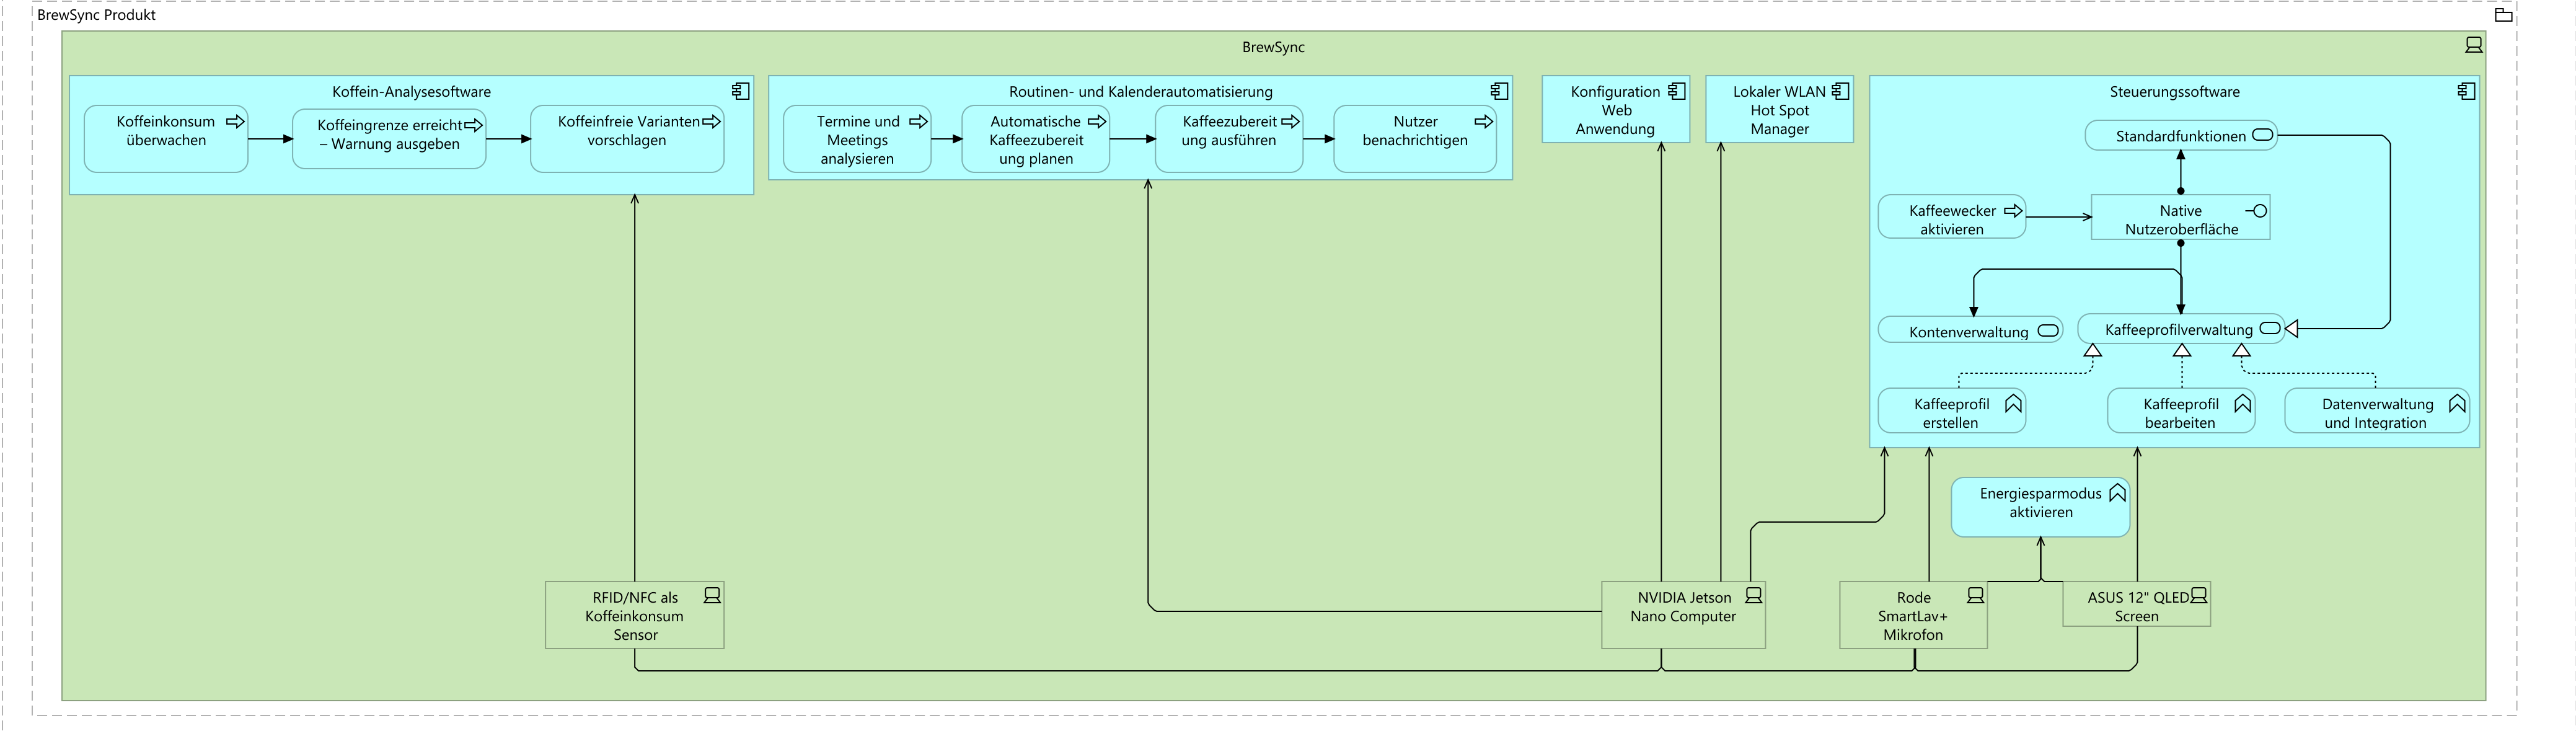 BrewSync Produkt
BrewSync
Koffein-Analysesoftware
Koffeinkonsum
überwachen
Koffeingrenze erreicht
– Warnung ausgeben
Koffeinfreie Varianten
vorschlagen
Routinen- und Kalenderautomatisierung
Termine und
Meetings
analysieren
Automatische
Kaffeezubereit
ung planen
Kaffeezubereit
ung ausführen
Nutzer
benachrichtigen
Konfiguration
Web
Anwendung
Lokaler WLAN
Hot Spot
Manager
Steuerungssoftware
Standardfunktionen
Kaffeewecker
aktivieren
Native
Nutzeroberfläche
Kontenverwaltung
Kaffeeprofilverwaltung
Kaffeeprofil
erstellen
Kaffeeprofil
bearbeiten
Datenverwaltung
und Integration
Energiesparmodus
aktivieren
RFID/NFC als
Koffeinkonsum
Sensor
NVIDIA Jetson
Nano Computer
Rode
SmartLav+
Mikrofon
ASUS 12" QLED
Screen